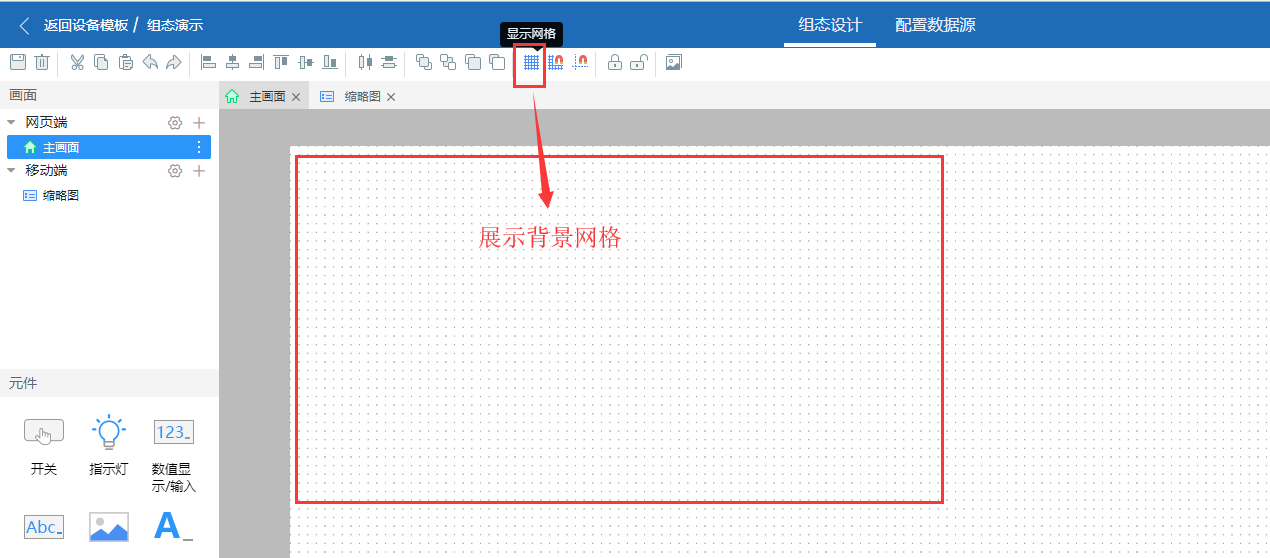 返回设备模板 / 组态演示
组态设计
配置数据源
显示网格
画面
主画面
缩略图
网页端
主画面
移动端
缩略图
展示背景网格
元件
123_
开关
指示灯
数值显
示/输入
Abc_
A_